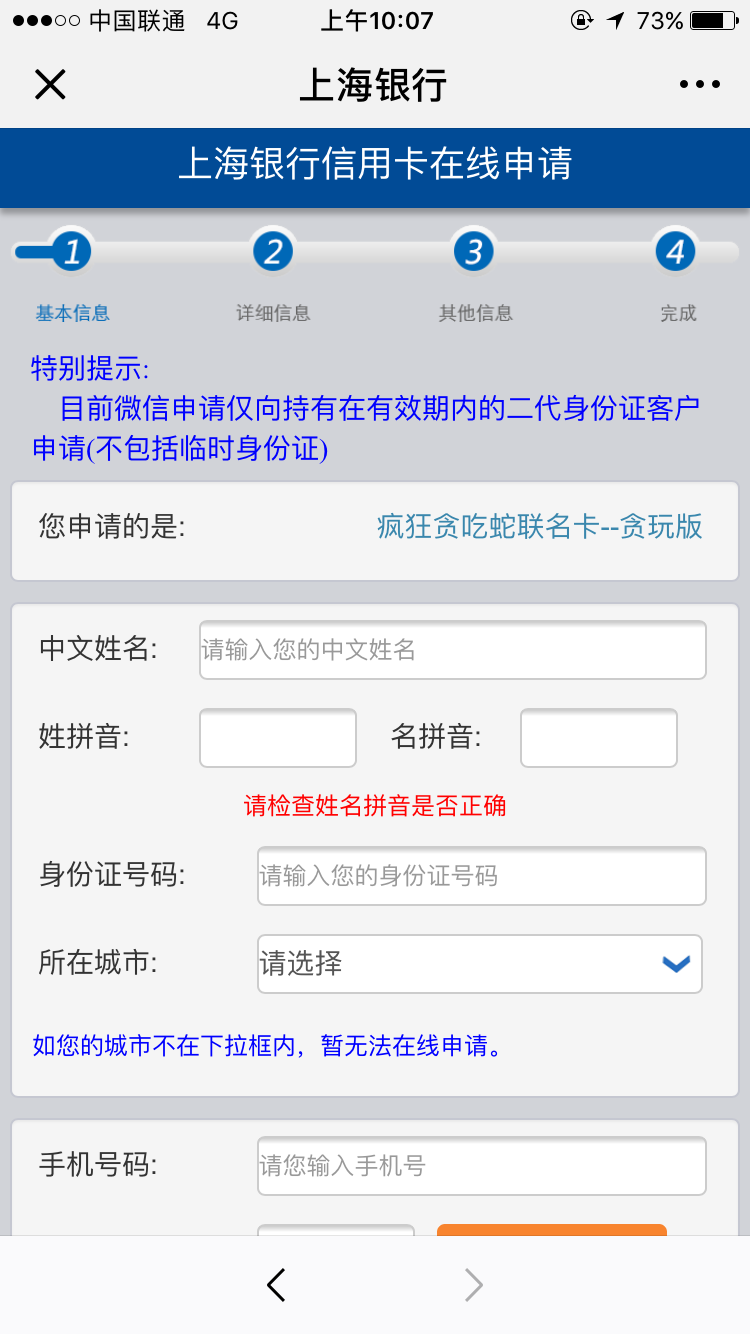 中国联通 4G 上午10:07 73%
上海银行
上海银行信用卡在线申请
1 2 3 4
基本信息 详细信息 其他信息 完成
特别提示:
目前微信申请仅向持有在有效期内的二代身份证客户
申请(不包括临时身份证)
您申请的是: 疯狂贪吃蛇联名卡--贪玩版
中文姓名: 请输入您的中文姓名
姓拼音: 名拼音:
请检查姓名拼音是否正确
身份证号码: 请输入您的身份证号码
所在城市: 请选择
如您的城市不在下拉框内，暂无法在线申请。
手机号码: 请您输入手机号